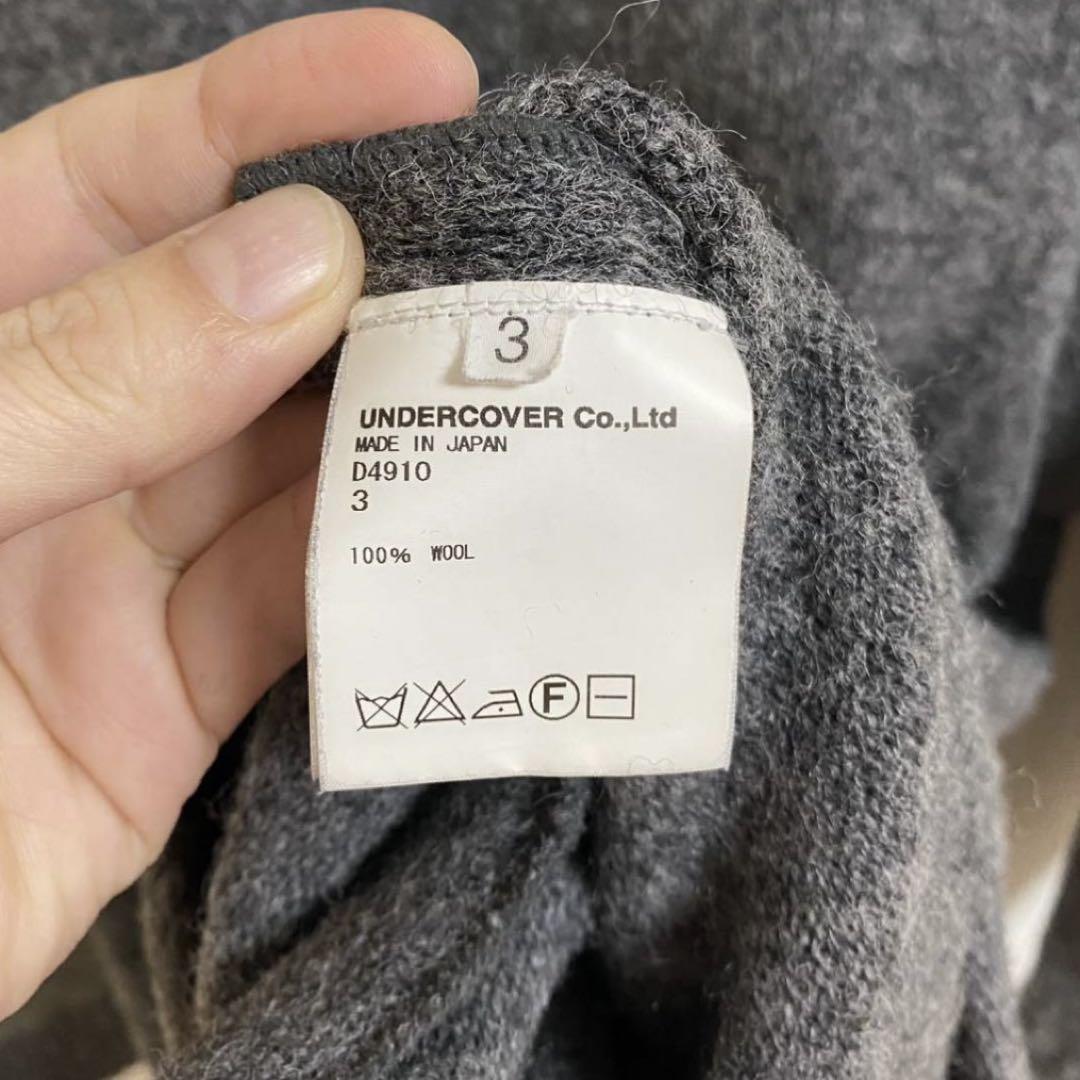 3
UNDERCOVER Co.,Ltd
MADE IN JAPAN
D4910
3
100% WOOL
F